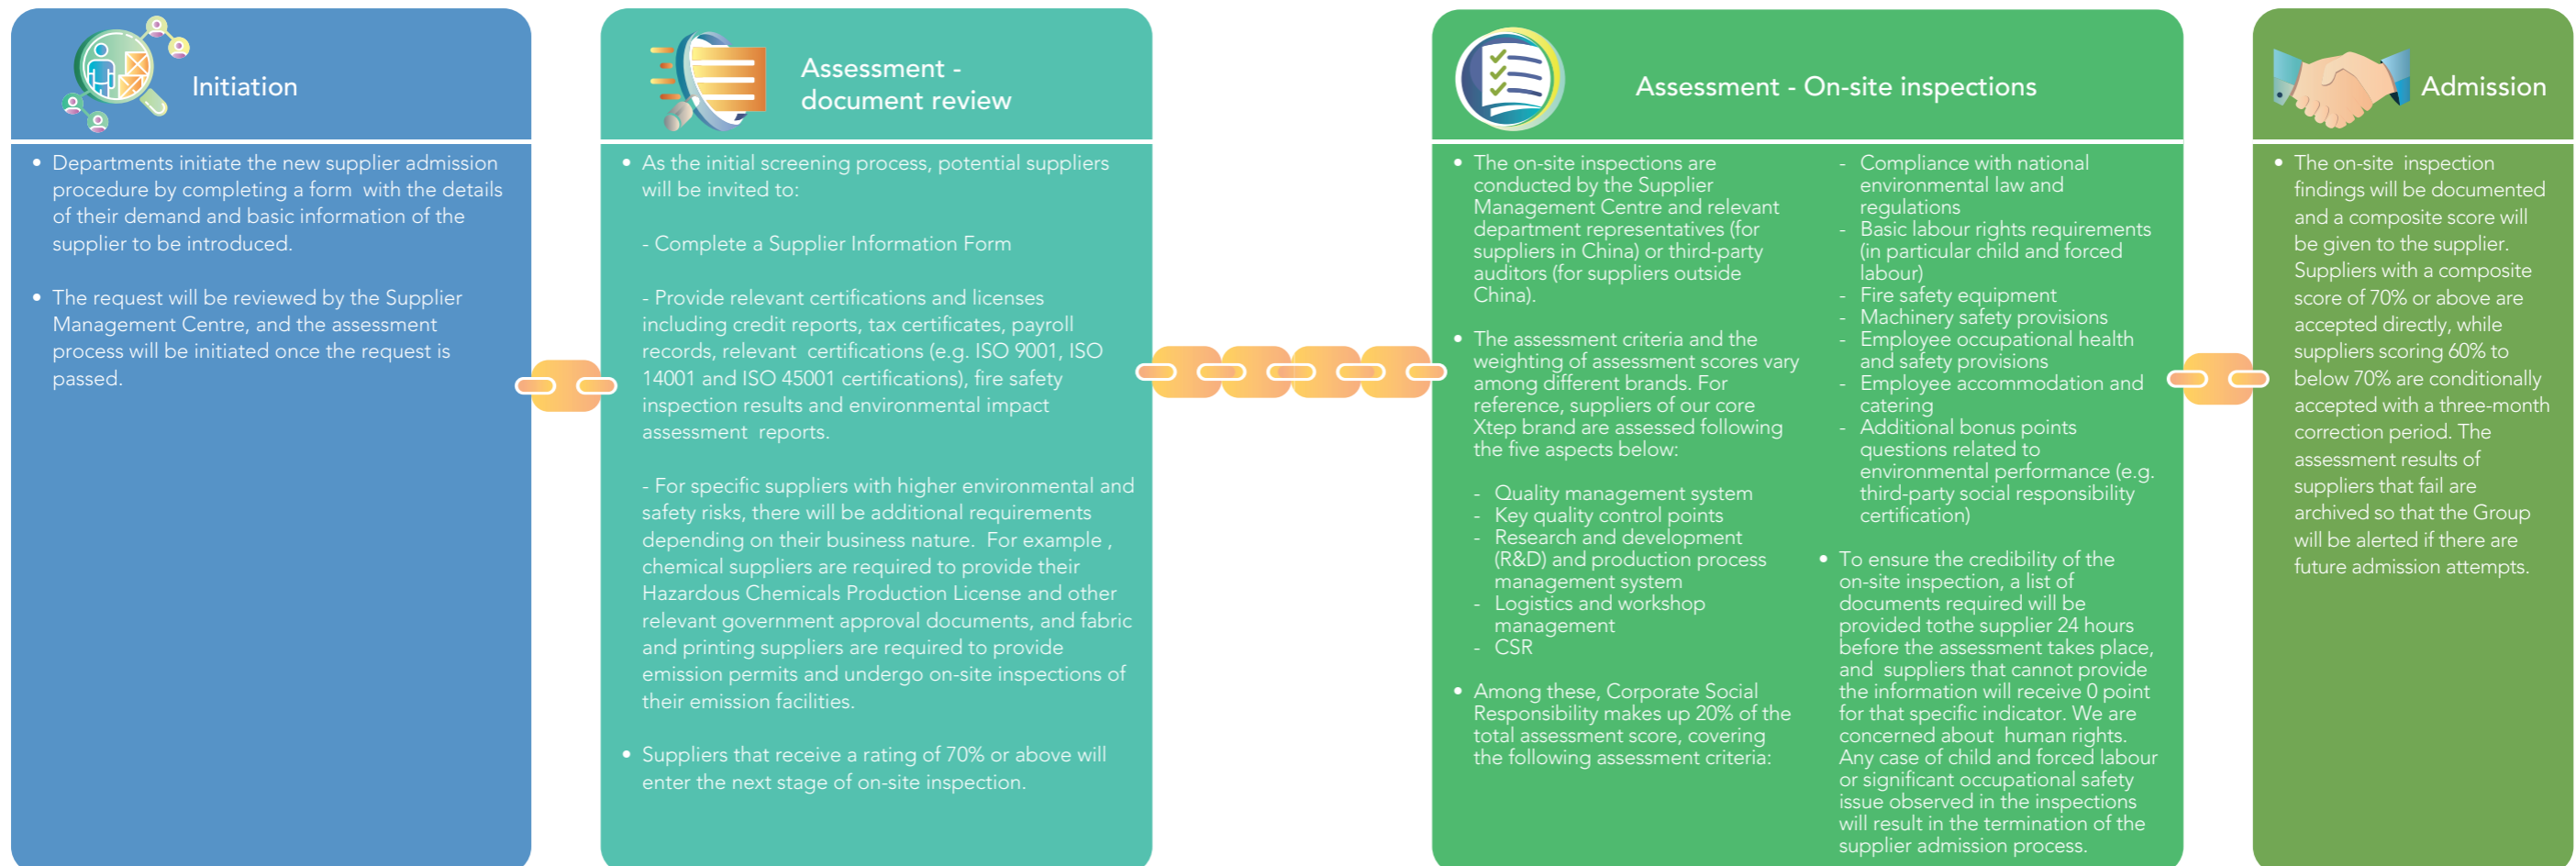 Initiation
• Departments initiate the new supplier admission
procedure by completing a form with the details
of their demand and basic information of the
supplier to be introduced.
• The request will be reviewed by the Supplier
Management Centre, and the assessment
process will be initiated once the request is
passed.
Assessment -
document review
• As the initial screening process, potential suppliers
will be invited to:
- Complete a Supplier Information Form
- Provide relevant certifications and licenses
including credit reports, tax certificates, payroll
records, relevant certifications (e.g. ISO 9001, ISO
14001 and ISO 45001 certifications), fire safety
inspection results and environmental impact
assessment reports.
- For specific suppliers with higher environmental and
safety risks, there will be additional requirements
depending on their business nature. For example ,
chemical suppliers are required to provide their
Hazardous Chemicals Production License and other
relevant government approval documents, and fabric
and printing suppliers are required to provide
emission permits and undergo on-site inspections of
their emission facilities.
• Suppliers that receive a rating of 70% or above will
enter the next stage of on-site inspection.
Assessment - On-site inspections
• The on-site inspections are
conducted by the Supplier
Management Centre and relevant
department representatives (for
suppliers in China) or third-party
auditors (for suppliers outside
China).
• The assessment criteria and the
weighting of assessment scores vary
among different brands. For
reference, suppliers of our core
Xtep brand are assessed following
the five aspects below:
- Quality management system
- Key quality control points
- Research and development
(R&D) and production process
management system
- Logistics and workshop
management
- CSR
• Among these, Corporate Social
Responsibility makes up 20% of the
total assessment score, covering
the following assessment criteria:
- Compliance with national
environmental law and
regulations
- Basic labour rights requirements
(in particular child and forced
labour)
- Fire safety equipment
- Machinery safety provisions
- Employee occupational health
and safety provisions
- Employee accommodation and
catering
- Additional bonus points
questions related to
environmental performance (e.g.
third-party social responsibility
certification)
• To ensure the credibility of the
on-site inspection, a list of
documents required will be
provided tothe supplier 24 hours
before the assessment takes place,
and suppliers that cannot provide
the information will receive 0 point
for that specific indicator. We are
concerned about human rights.
Any case of child and forced labour
or significant occupational safety
issue observed in the inspections
will result in the termination of the
supplier admission process.
Admission
• The on-site inspection
findings will be documented
and a composite score will
be given to the supplier.
Suppliers with a composite
score of 70% or above are
accepted directly, while
suppliers scoring 60% to
below 70% are conditionally
accepted with a three-month
correction period. The
assessment results of
suppliers that fail are
archived so that the Group
will be alerted if there are
future admission attempts.